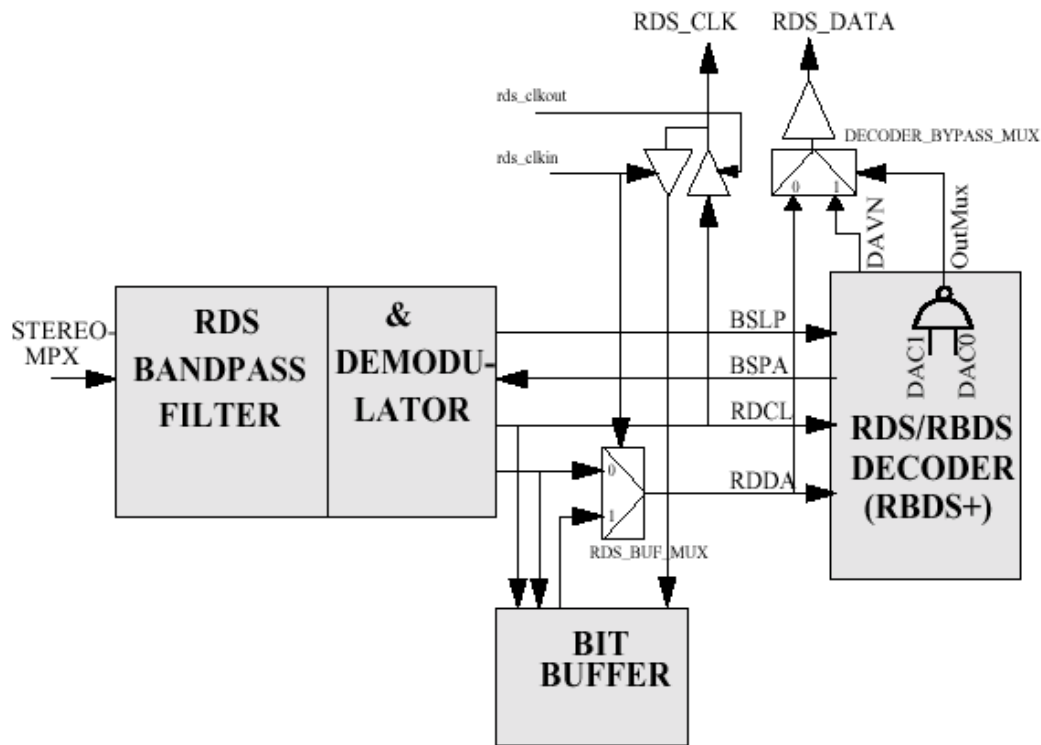 RDS_CLK
RDS_DATA
rds_clkout
DECODER_BYPASS_MUX
rds_clkin
0
1
DAVN
OutMux
STEREO
MPX
RDS
BANDPASS
FILTER
&
DEMODU-
LATOR
BSLP
BSPA
RDCL
RDDA
DAC1
DAC0
RDS/RBDS
DECODER
(RBDS+)
0
1
RDS_BUF_MUX
BIT
BUFFER